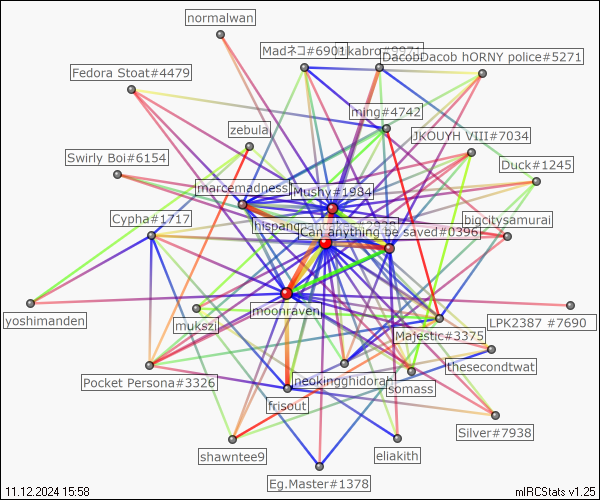 normalwan
Madネコ#6901
DacobDacob hORNY police#5271
Fedora Stoat#4479
ming#4742
zebula
JKOUYH VIII#7034
Swirly Boi#6154
Duck#1245
marcemadness
Mushy#1984
Cypha#1717
bigcitysamurai
Can anything be saved#0396
moonraven
yoshimanden
mukszi
LPK2387 #7690
Majestic#3375
thesecondtwat
Pocket Persona#3326
neokingghidorah
somass
frisout
Silver#7938
shawntee9
eliakith
Eg.Master#1378
11.12.2024 15:58
mIRCStats v1.25